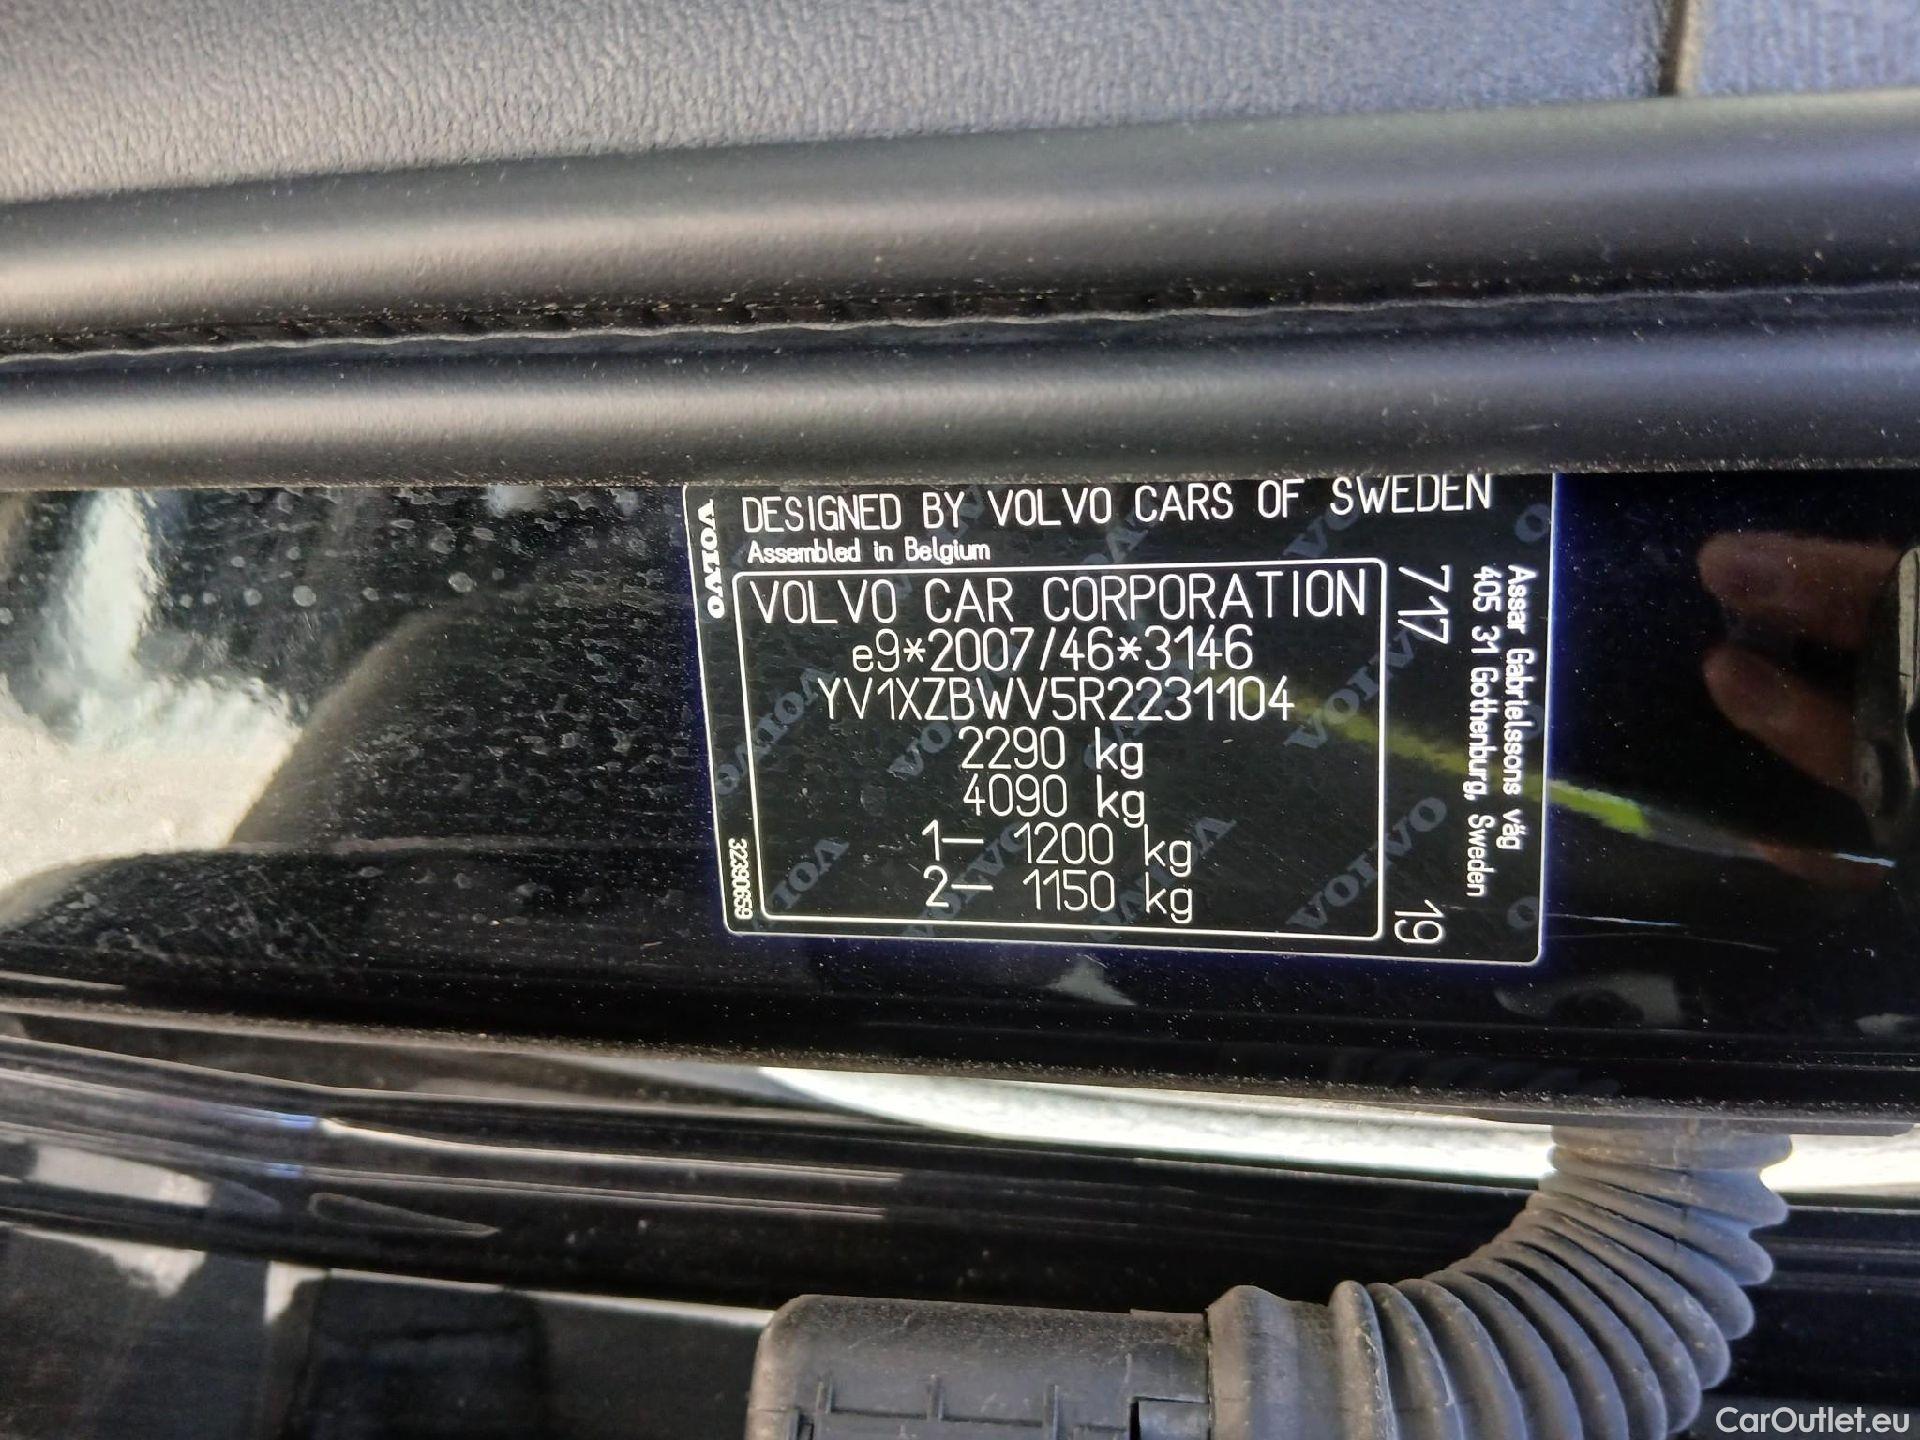 VOLVO
DESIGNED BY VOLVO CARS OF SWEDEN
Assembled in Belgium
VOLVO CAR CORPORATION
e9*2007/46*3146
YV1XZBWV5R2231104
2290 kg
4090 kg
1– 1200 kg
2– 1150 kg
32390659
717
19
Assar Gabrielssons väg
405 31 Gothenburg, Sweden
CarOutlet.eu